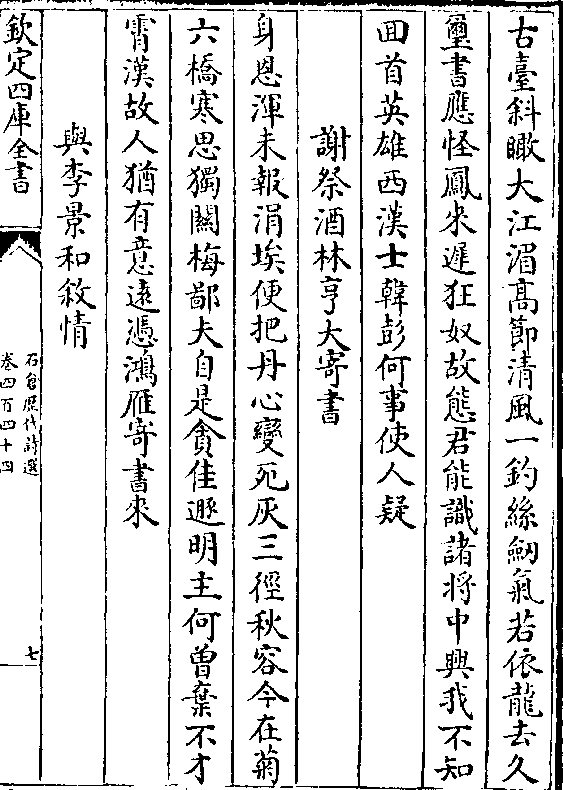 古臺斜瞰大江湄髙節清風一釣絲劒氣若依龍去久
璽書應怪鳳來遲狂奴故態君能識諸將中興我不知
囬首英雄西漢士韓彭何事使人疑
謝祭酒林亨大寄書
身恩渾未報涓埃便把丹心變死灰三徑秋容今在菊
六橋寒思獨關梅鄙夫自是貪佳遯明主何曾棄不才
霄漢故人猶有意遠憑鴻雁寄書來
與李景和敘情
欽定四庫全書
石倉歴代詩選
卷四百四十四
七